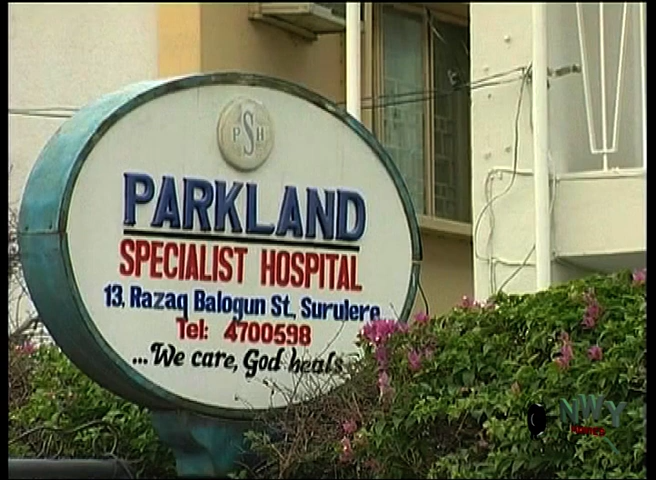 PSH
PARKLAND
SPECIALIST HOSPITAL
13, Razaq Balogun St., Surulere
Tel: 4700598
...We care, God heals
NWY